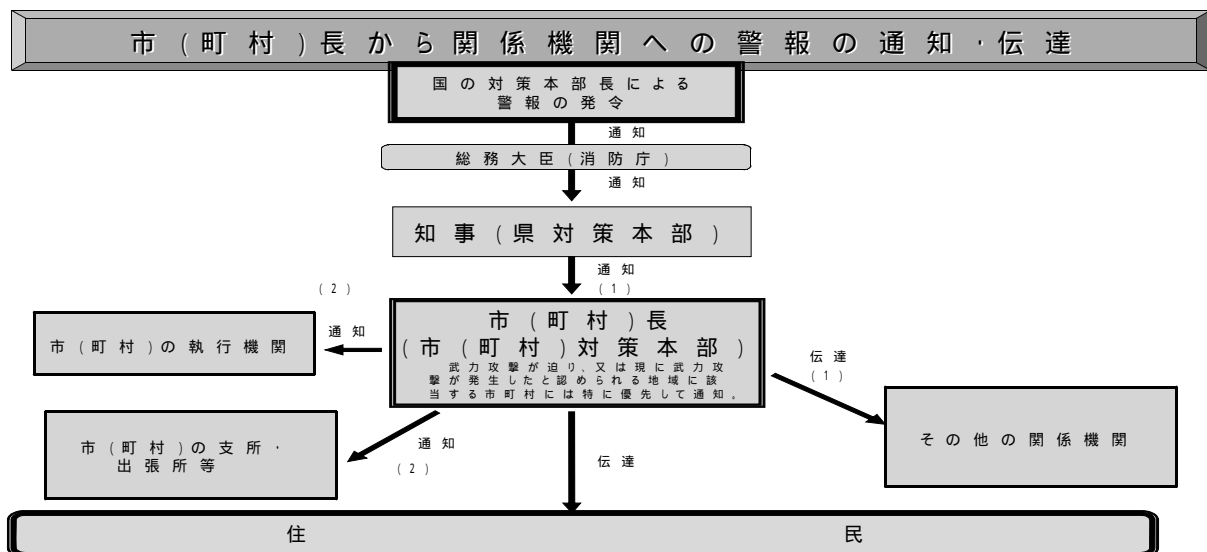 市(町村)長から関係機関への警報の通知・伝達
国の対策本部長による
警報の発令
通知
総務大臣(消防庁)
通知
知事(県対策本部)
通知
(1)
(2)
市(町村)長
(市(町村)対策本部)
武力攻撃が迫り、又は現に武力攻
撃が発生したと認められる地域に該
当する市町村には特に優先して通知。
通知
市(町村)の執行機関
伝達
(1)
その他の関係機関
市(町村)の支所・
出張所等
通知
(2)
伝達
住民